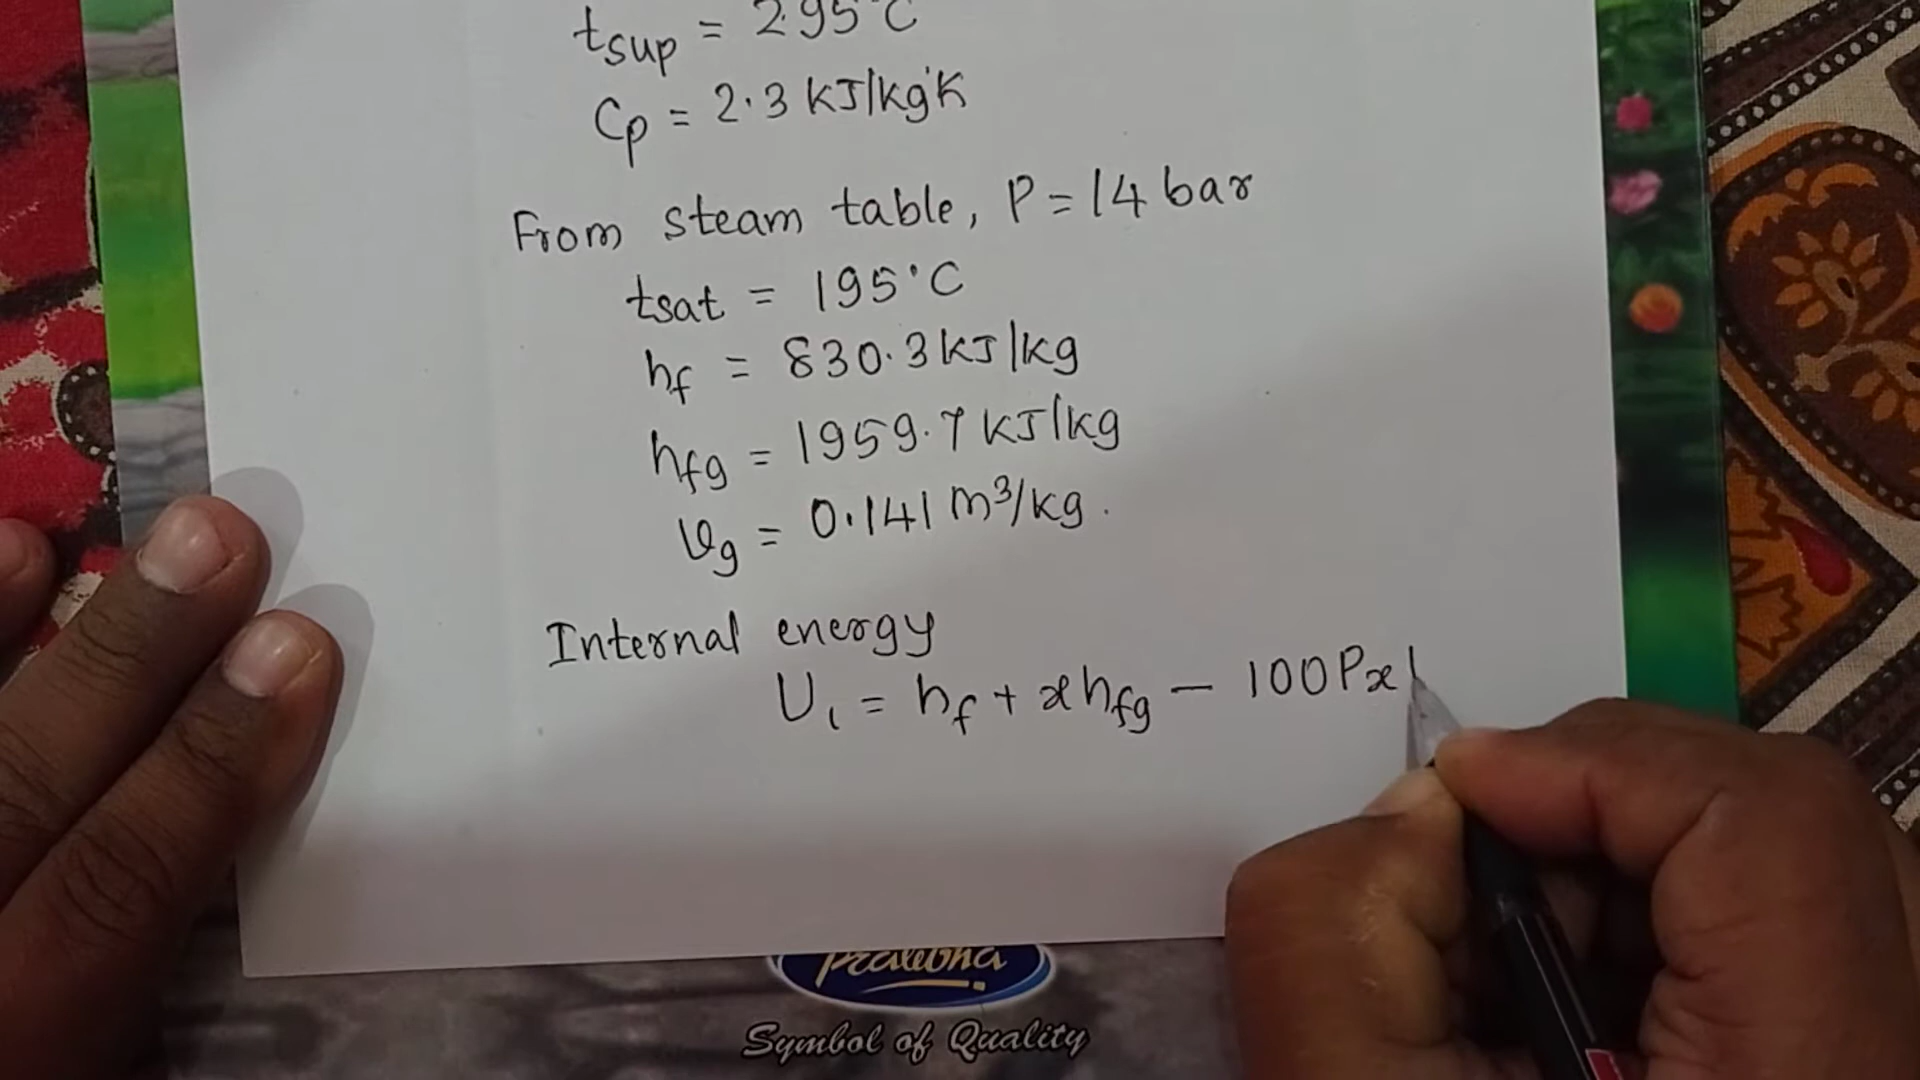 tsup = 295°C
Cp = 2.3 kJ/kg°K
From steam table, P = 14 bar
tsat = 195°C
hf = 830.3 kJ/kg
hfg = 1959.7 kJ/kg
vg = 0.141 m³/kg.
Internal energy
U1 = hf + xhfg - 100Px
Symbol of Quality